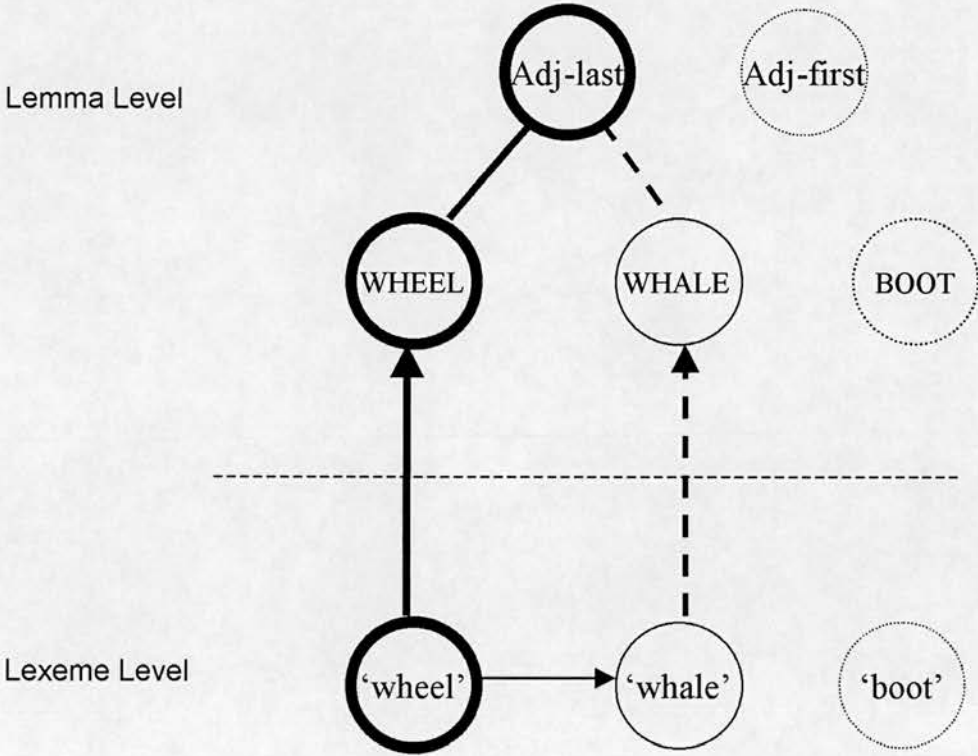 Adj-last Adj-first
Lemma Level
WHEEL WHALE BOOT
Lexeme Level
‘wheel’ ‘whale’ ‘boot’